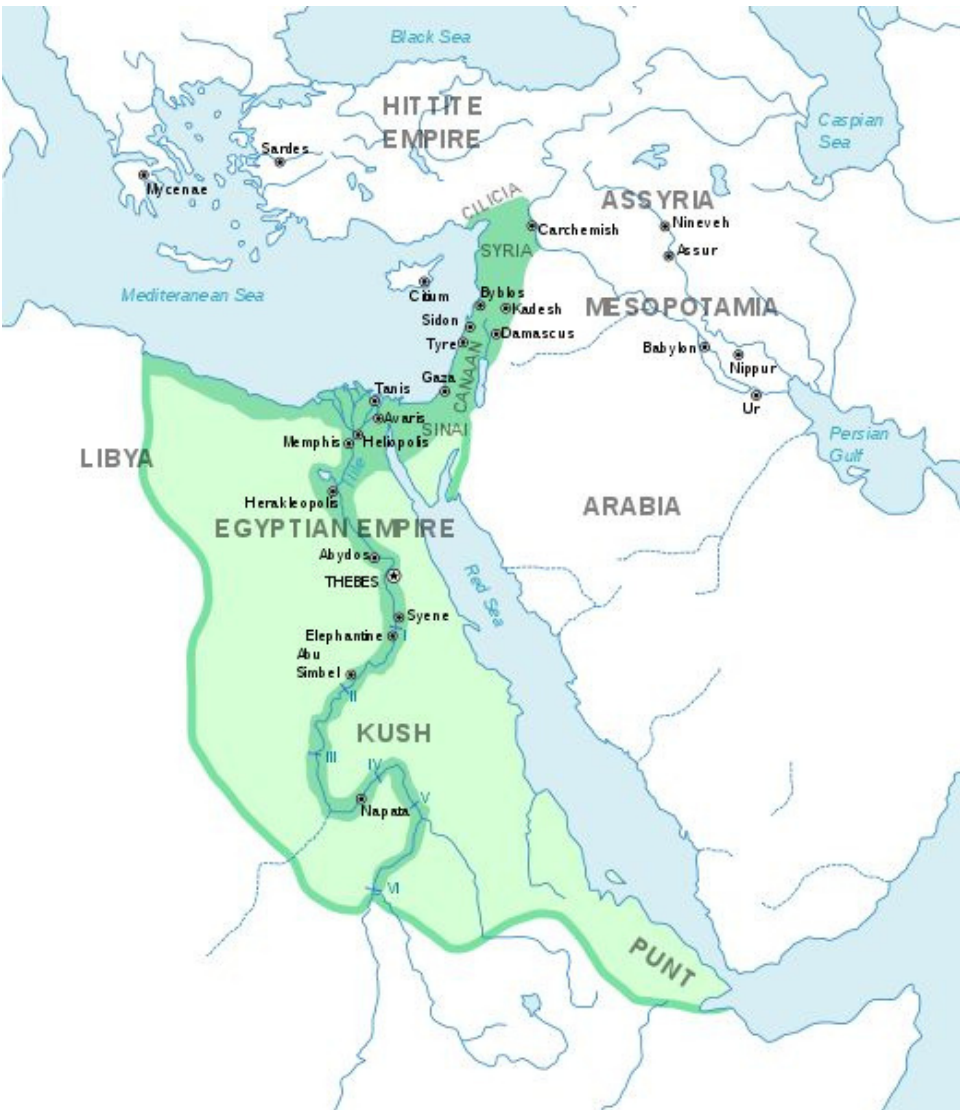 Black Sea
HITTITE
EMPIRE
Caspian
Sea
Sardes
Mycenae
CILICIA
ASSYRIA
Nineveh
Carchemish
SYRIA
Assur
Mediteranean Sea
Citium
Byblos
Kadesh
MESOPOTAMIA
Sidon
Damascus
Tyre
Babylon
Nippur
CANAAN
Gaza
Tanis
Ur
Avaris
SINAI
Memphis
Heliopolis
Persian
Gulf
LIBYA
Nile
Herakleopolis
ARABIA
EGYPTIAN EMPIRE
Abydos
THEBES
Red Sea
Syene
Elephantine
I
Abu
Simbel
II
KUSH
III
IV
Napata
V
VI
PUNT